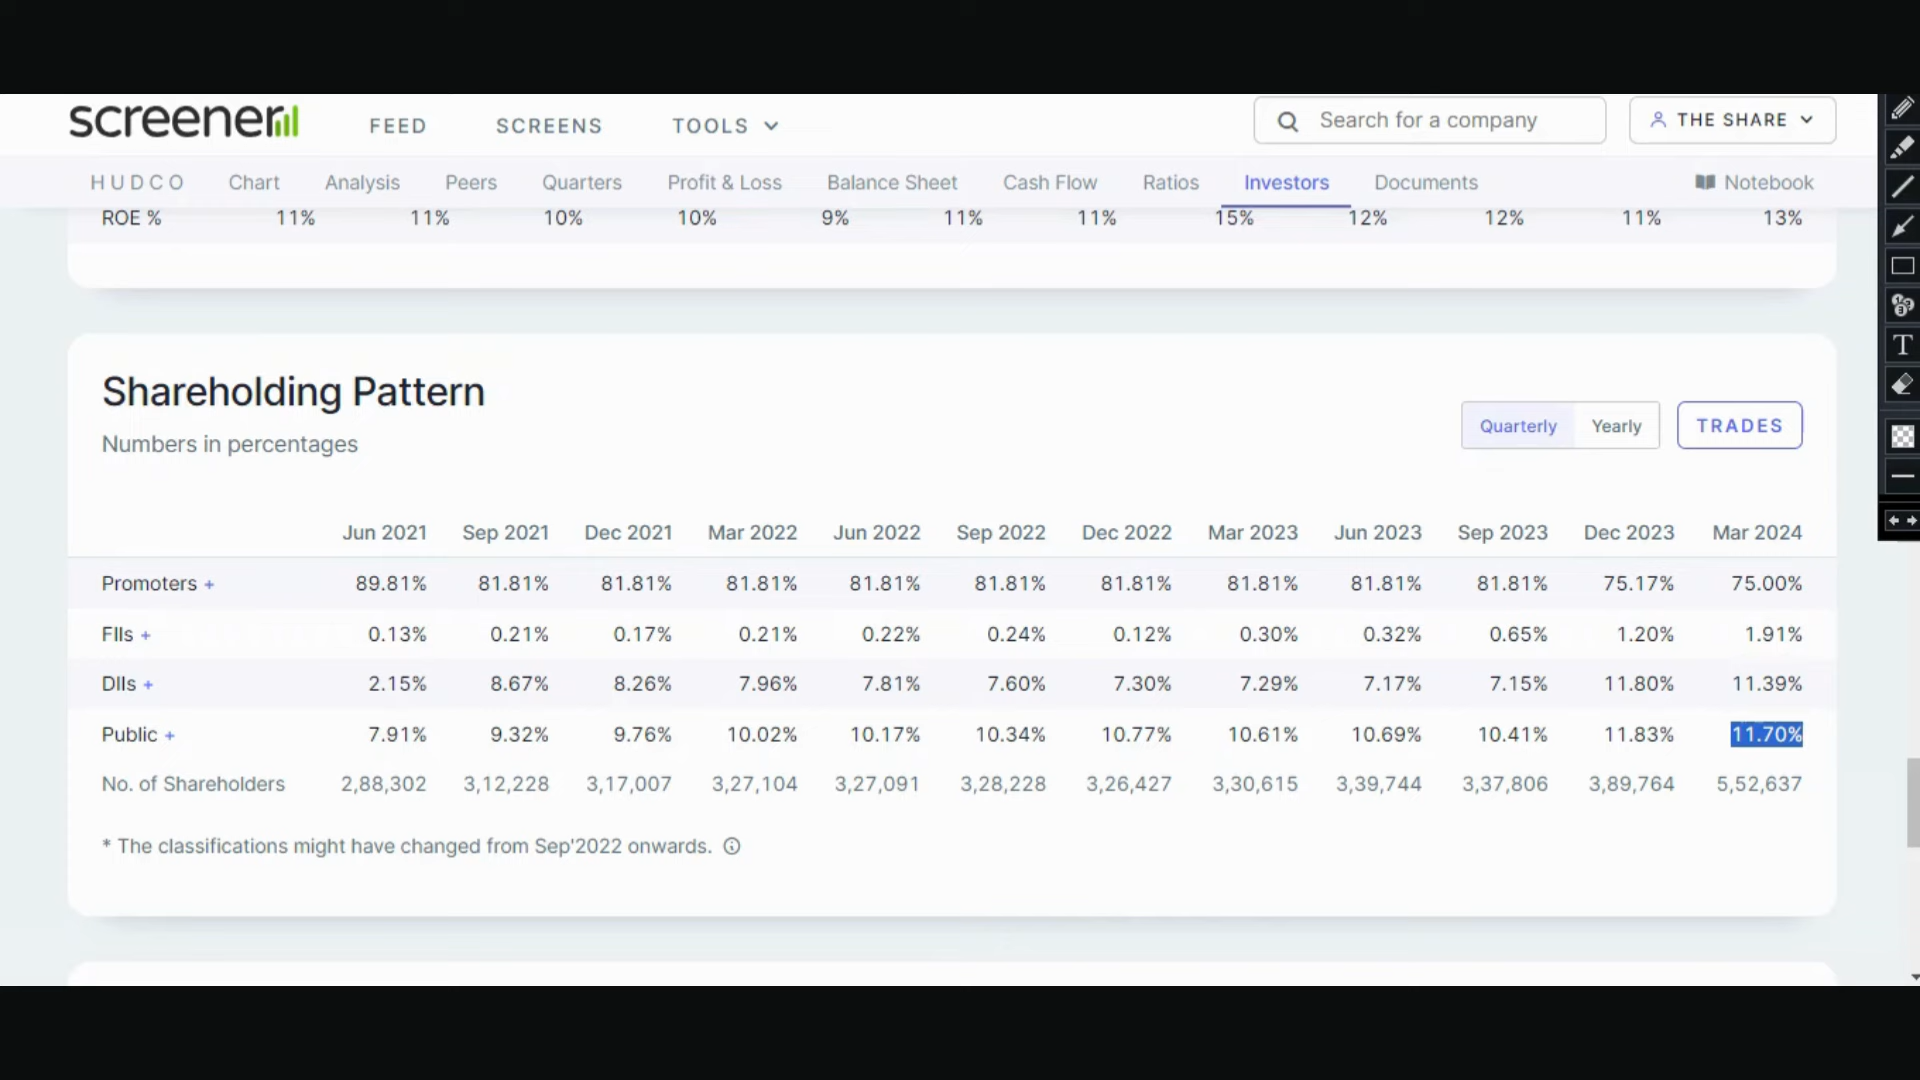 screener FEED SCREENS TOOLS Search for a company THE SHARE
HUDCO Chart Analysis Peers Quarters Profit & Loss Balance Sheet Cash Flow Ratios Investors Documents Notebook
ROE % 11% 11% 10% 10% 9% 11% 11% 15% 12% 12% 11% 13%
Shareholding Pattern
Numbers in percentages
Quarterly Yearly TRADES
Jun 2021 Sep 2021 Dec 2021 Mar 2022 Jun 2022 Sep 2022 Dec 2022 Mar 2023 Jun 2023 Sep 2023 Dec 2023 Mar 2024
Promoters + 89.81% 81.81% 81.81% 81.81% 81.81% 81.81% 81.81% 81.81% 81.81% 81.81% 75.17% 75.00%
FIIs + 0.13% 0.21% 0.17% 0.21% 0.22% 0.24% 0.12% 0.30% 0.32% 0.65% 1.20% 1.91%
DIIs + 2.15% 8.67% 8.26% 7.96% 7.81% 7.60% 7.30% 7.29% 7.17% 7.15% 11.80% 11.39%
Public + 7.91% 9.32% 9.76% 10.02% 10.17% 10.34% 10.77% 10.61% 10.69% 10.41% 11.83% 11.70%
No. of Shareholders 2,88,302 3,12,228 3,17,007 3,27,104 3,27,091 3,28,228 3,26,427 3,30,615 3,39,744 3,37,806 3,89,764 5,52,637
* The classifications might have changed from Sep'2022 onwards.
T